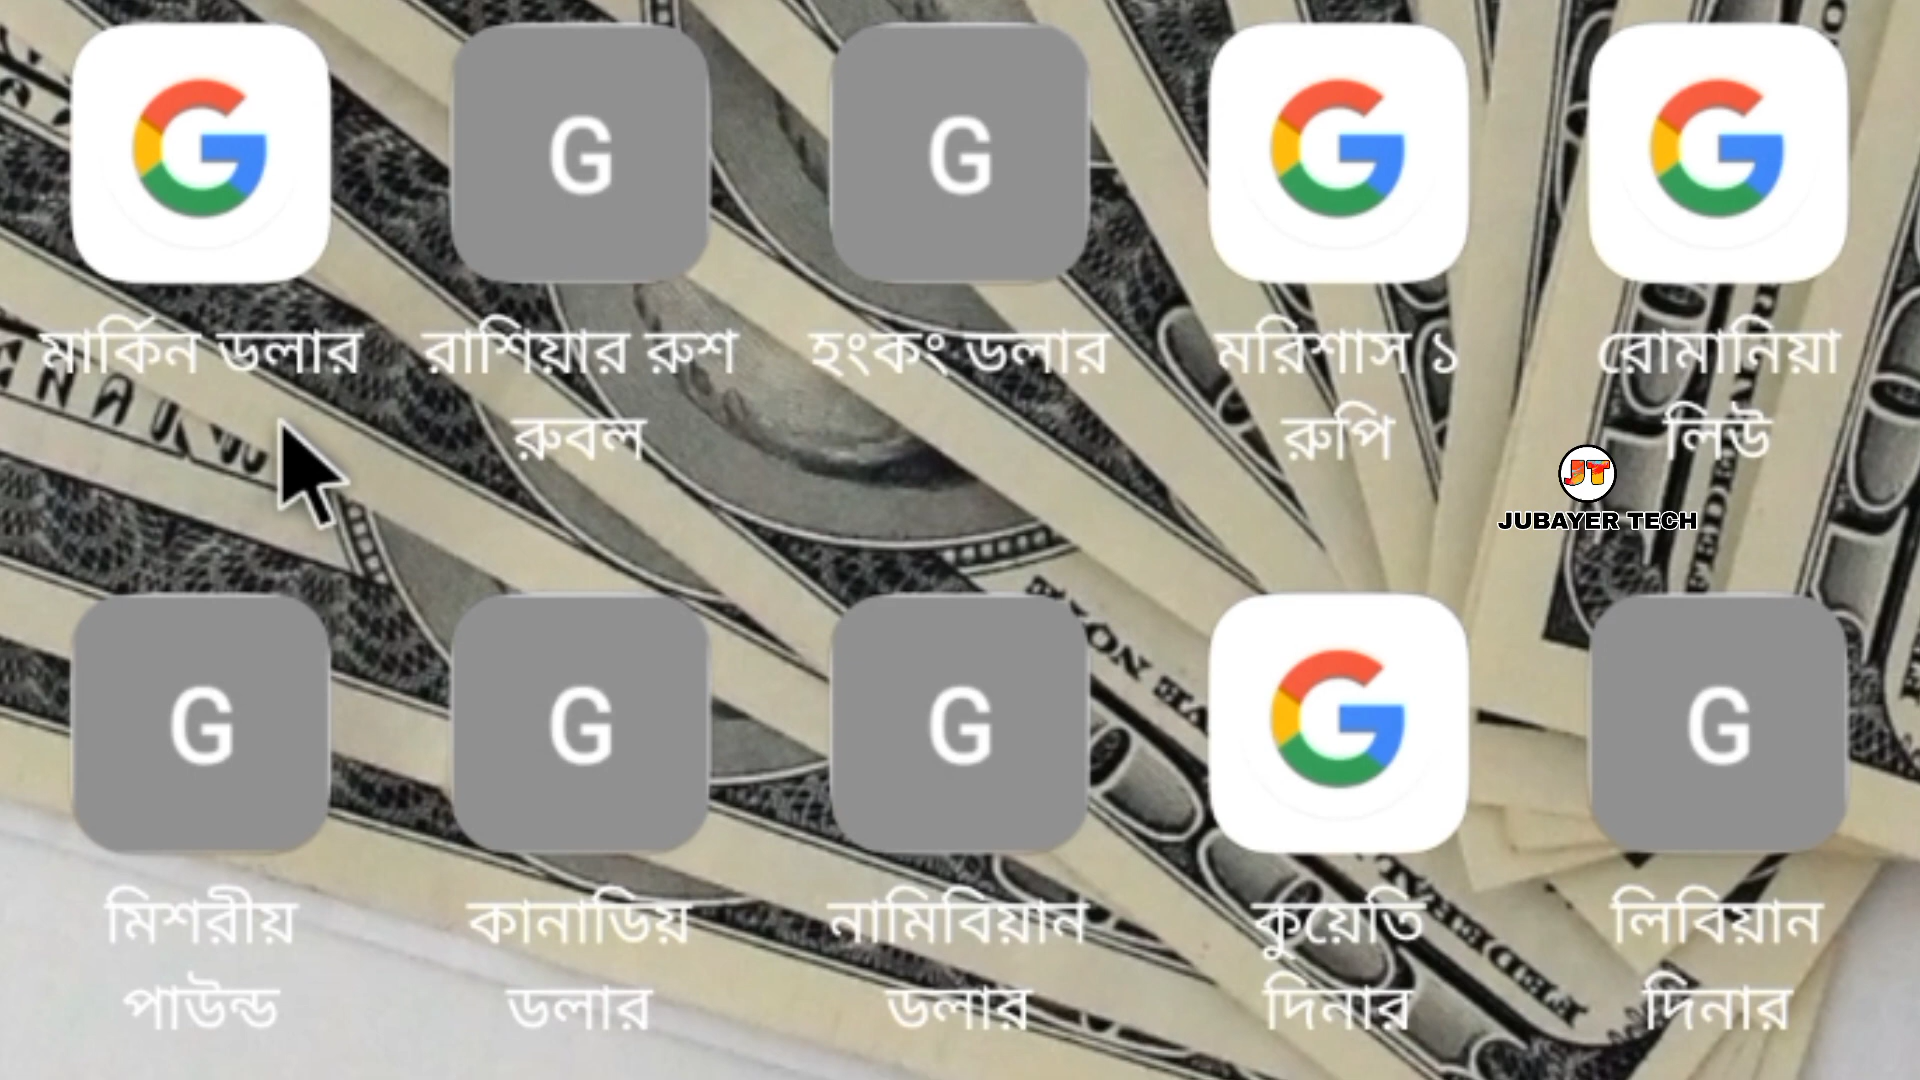 G
G
মার্কিন ডলার
রাশিয়ার রুশ
রুবল
হংকং ডলার
মরিশাস ১
রুপি
রোমানিয়া
লিউ
JT
JUBAYER TECH
G
G
G
G
মিশরীয়
পাউন্ড
কানাডিয়
ডলার
নামিবিয়ান
ডলার
কুয়েতি
দিনার
লিবিয়ান
দিনার